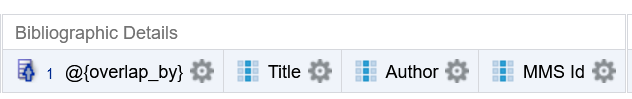 Bibliographic Details
1 @{overlap_by} Title Author MMS Id